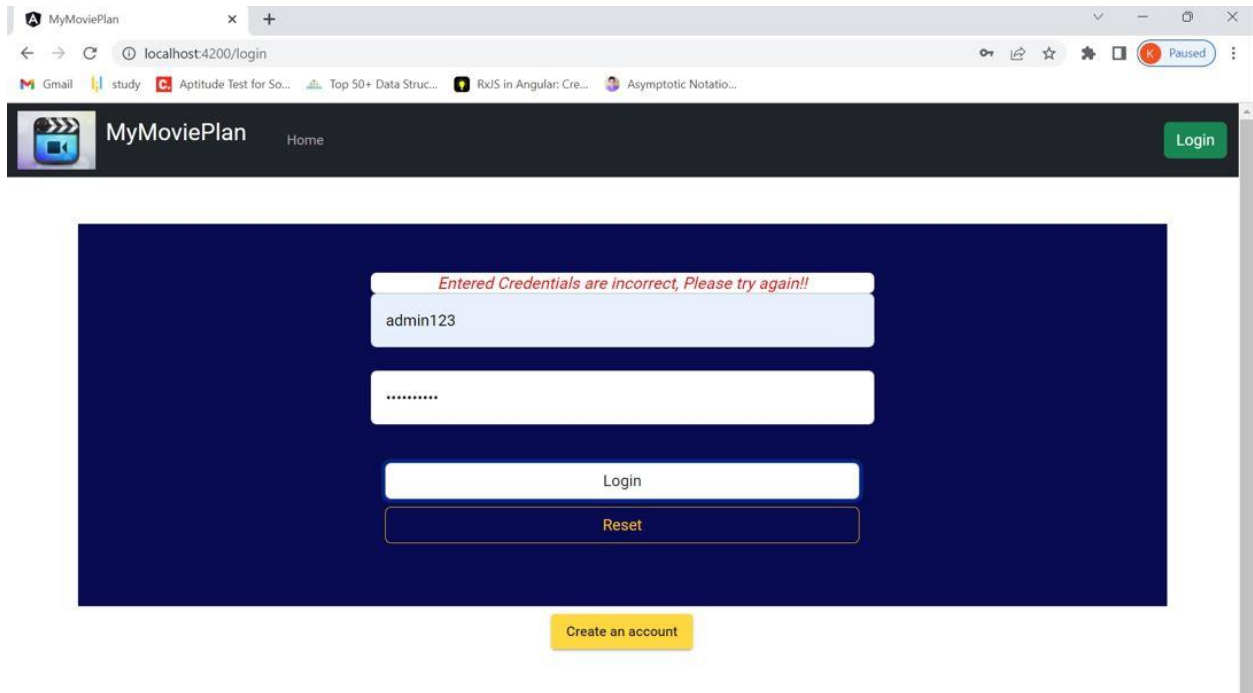 MyMoviePlan
localhost:4200/login
K Paused
Gmail study C. Aptitude Test for So... Top 50+ Data Struc... RxJS in Angular: Cre... Asymptotic Notatio...
MyMoviePlan Home Login
Entered Credentials are incorrect, Please try again!!
admin123
••••••••••
Login
Reset
Create an account